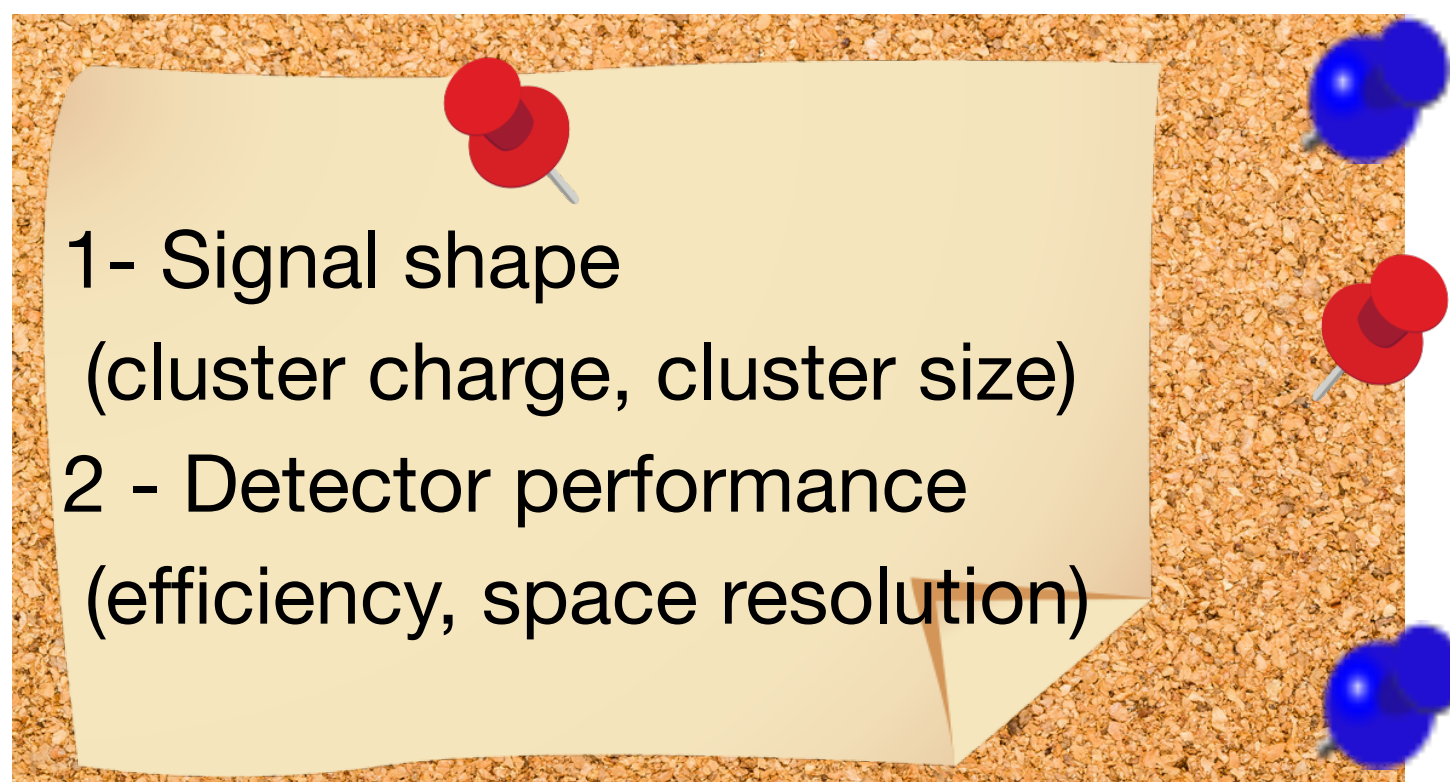 1- Signal shape
(cluster charge, cluster size)
2 - Detector performance
(efficiency, space resolution)